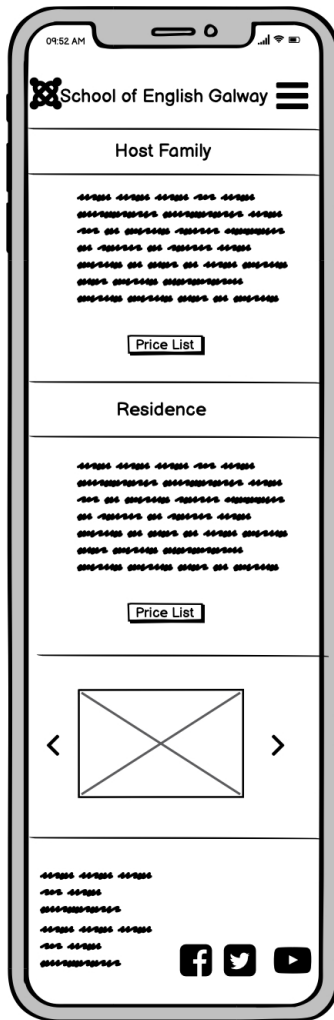 09:52 AM
School of English Galway
Host Family
Price List
Residence
Price List